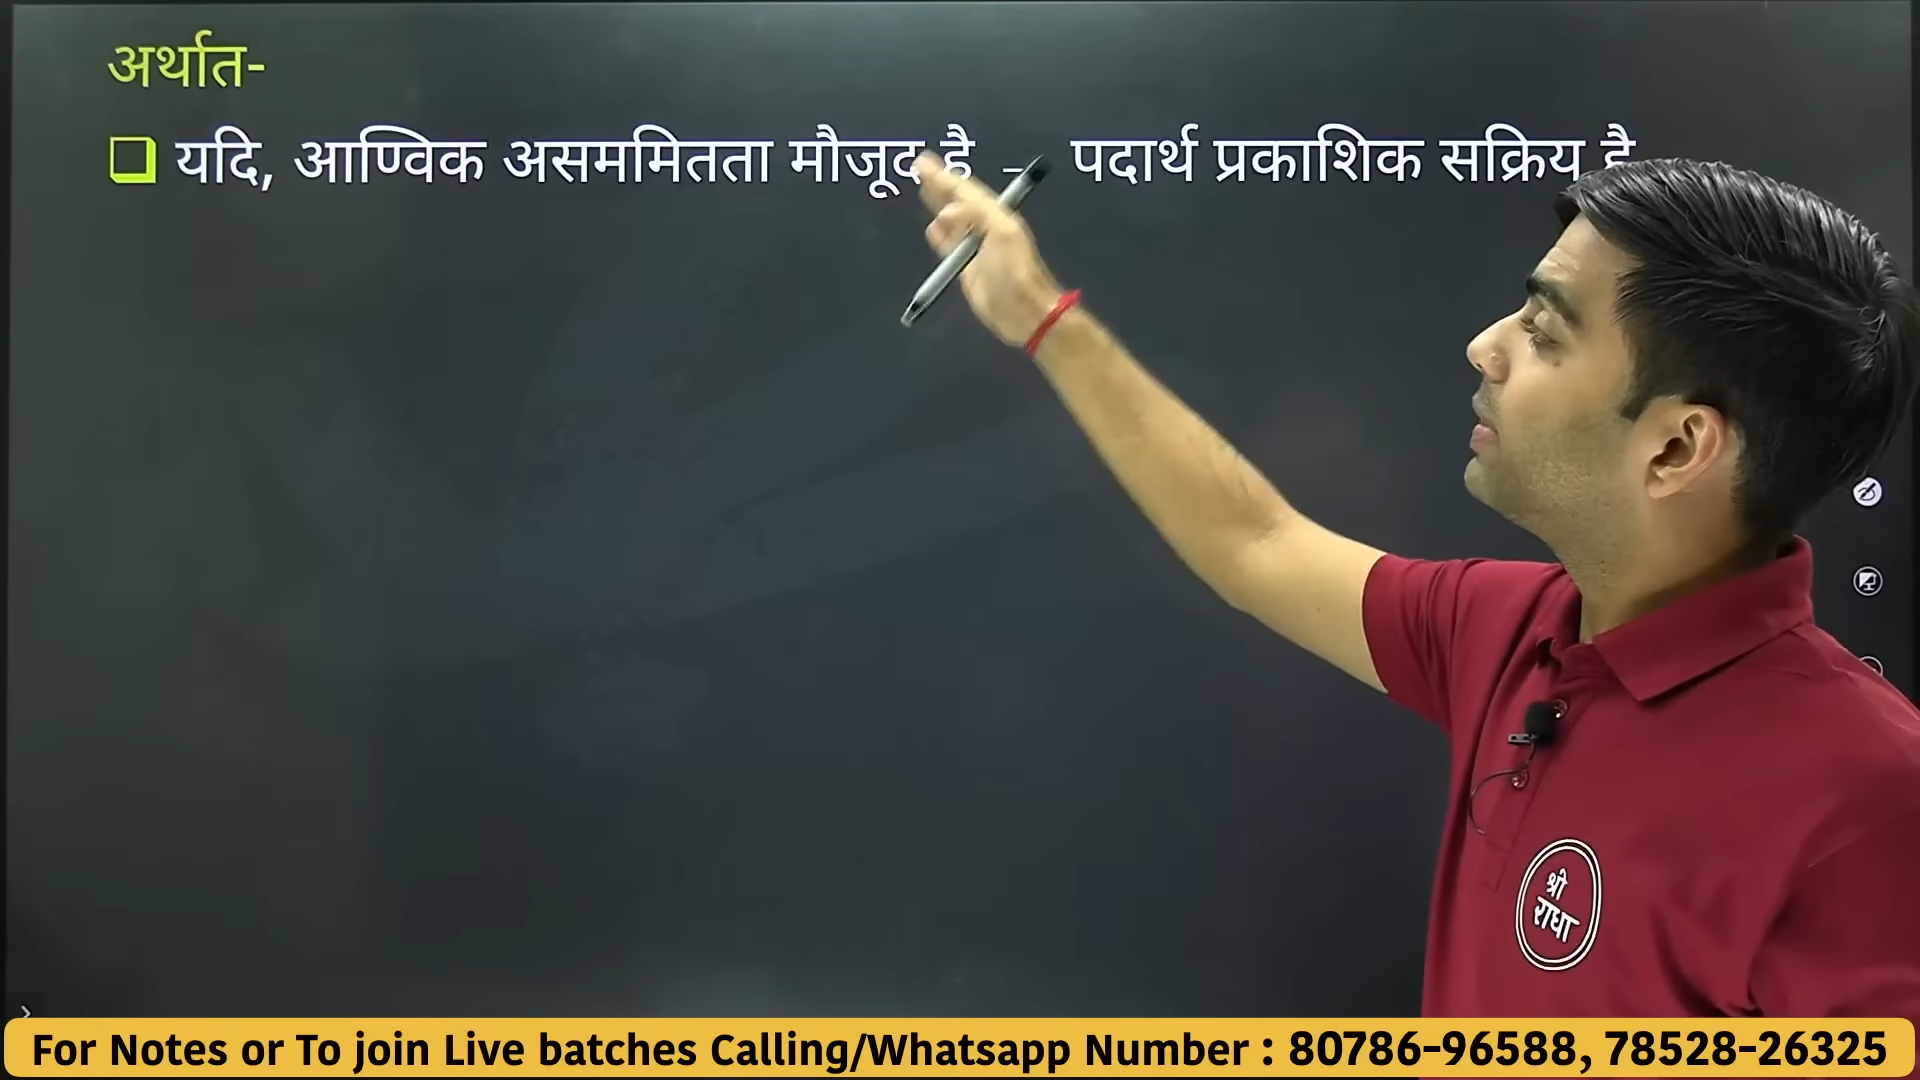 अर्थात-
यदि, आण्विक असममितता मौजूद है – पदार्थ प्रकाशिक सक्रिय है
श्री
राधा
For Notes or To join Live batches Calling/Whatsapp Number : 80786-96588, 78528-26325